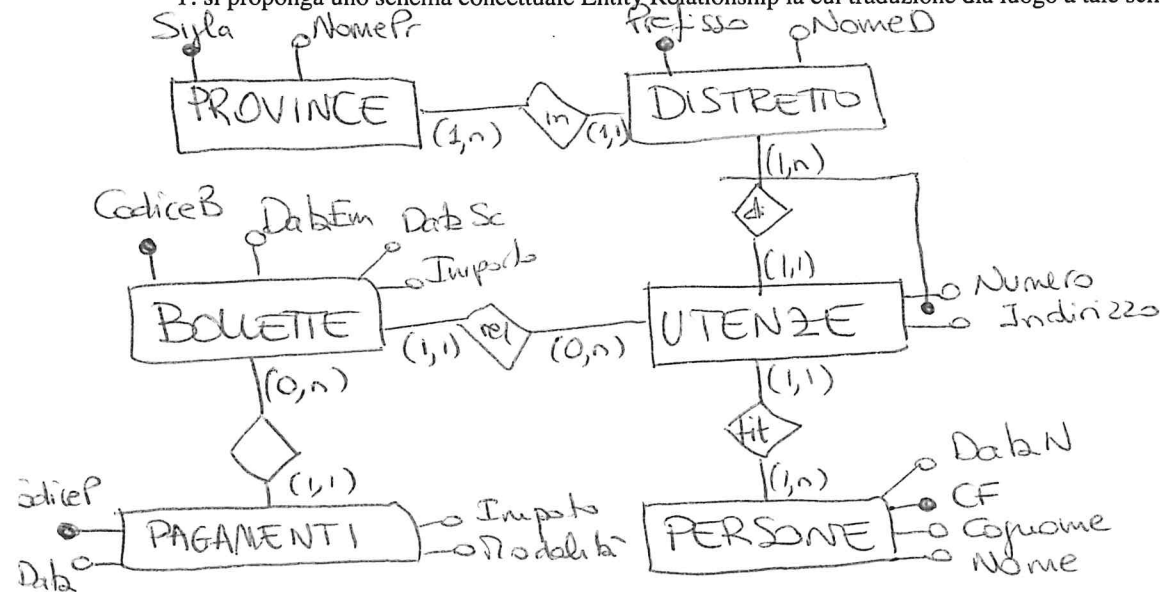 1. si proponga uno schema concettuale Entity Relationship la cui traduzione dia luogo a tale
Sigla NomePr Prefisso NomeD
PROVINCE (1,n) in (1,1) DISTRETTO
(1,n)
CodiceB DataEm DataSc
di
Importo (1,1)
Numero
BOLLETTE (1,1) rel (0,n) UTENZE Indirizzo
(0,n) (1,1)
tit
DataN
(1,1) (1,n)
CF
PAGAMENTI Importo PERSONE Cognome
Data Modalità Nome